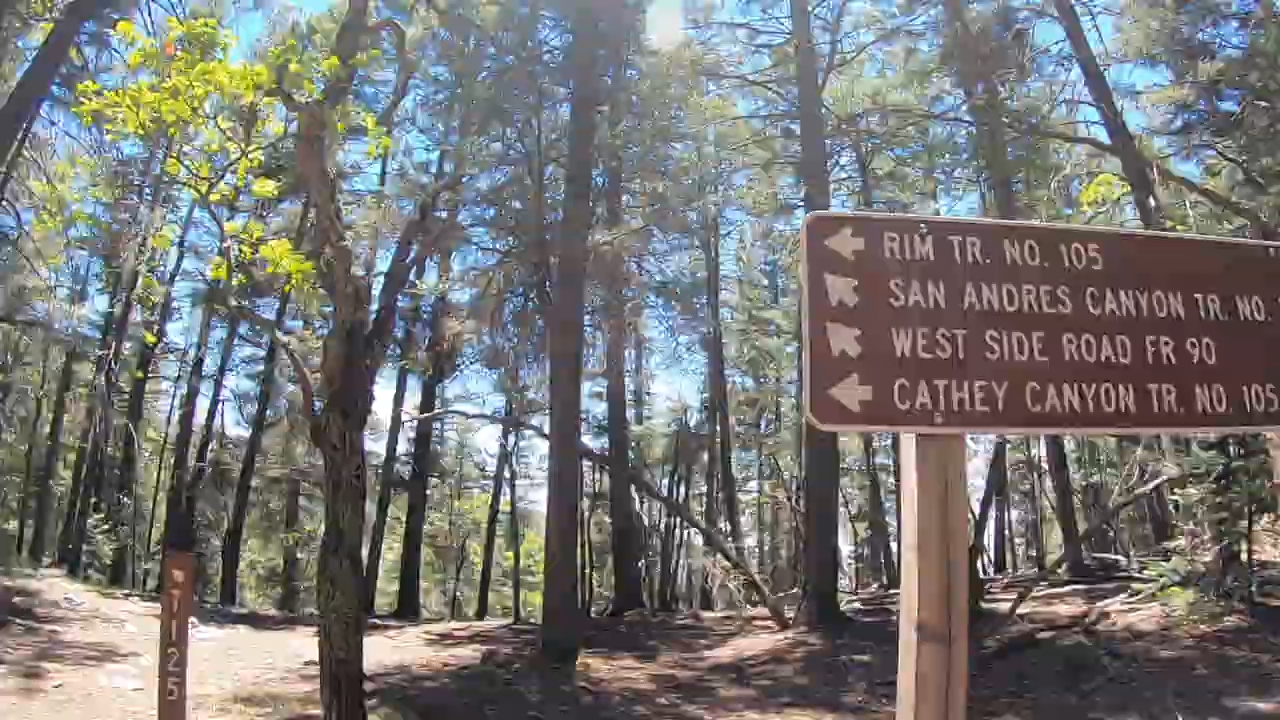 RIM TR. NO. 105
SAN ANDRES CANYON TR. NO.
WEST SIDE ROAD FR 90
CATHEY CANYON TR. NO. 105
T125